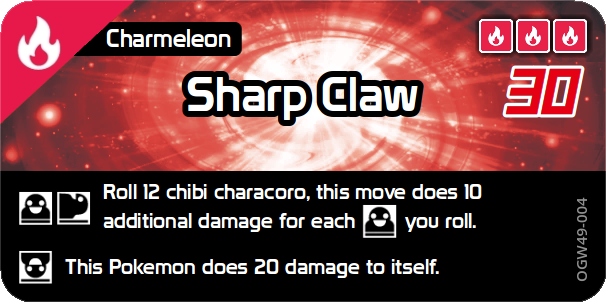 Charmeleon
Sharp Claw
30
Roll 12 chibi characoro, this move does 10
additional damage for each you roll.
This Pokemon does 20 damage to itself.
OGW49-004